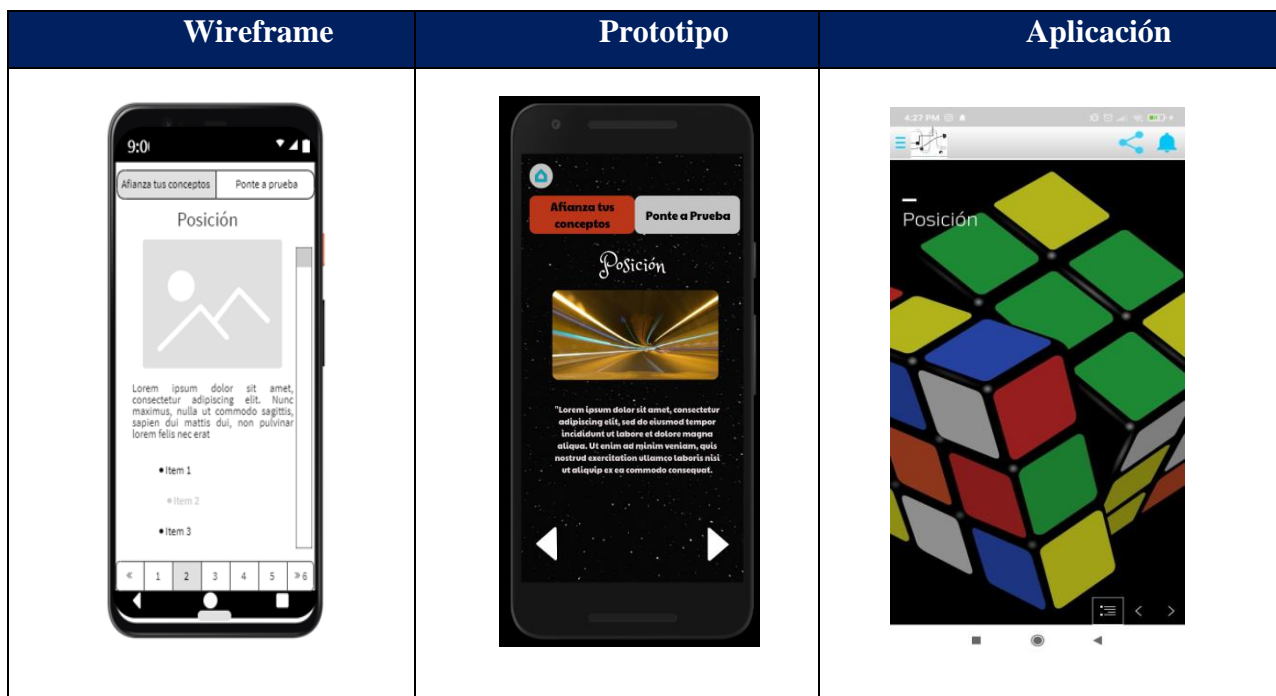 Wireframe
Prototipo
Aplicación
9:0
Afianza tus conceptos
Ponte a prueba
Posición
Lorem ipsum dolor sit amet,
consectetur adipiscing elit. Nunc
maximus, nulla ut commodo sagittis,
sapien dui mattis dui, non pulvinar
lorem felis nec erat
Item 1
Item 2
Item 3
« 1 2 3 4 5 » 6
Afianza tus
conceptos
Ponte a Prueba
Posición
"Lorem ipsum dolor sit amet, consectetur
adipiscing elit, sed do eiusmod tempor
incididunt ut labore et dolore magna
aliqua. Ut enim ad minim veniam, quis
nostrud exercitation ullamco laboris nisi
ut aliquip ex ea commodo consequat.
4:27 PM
Posición